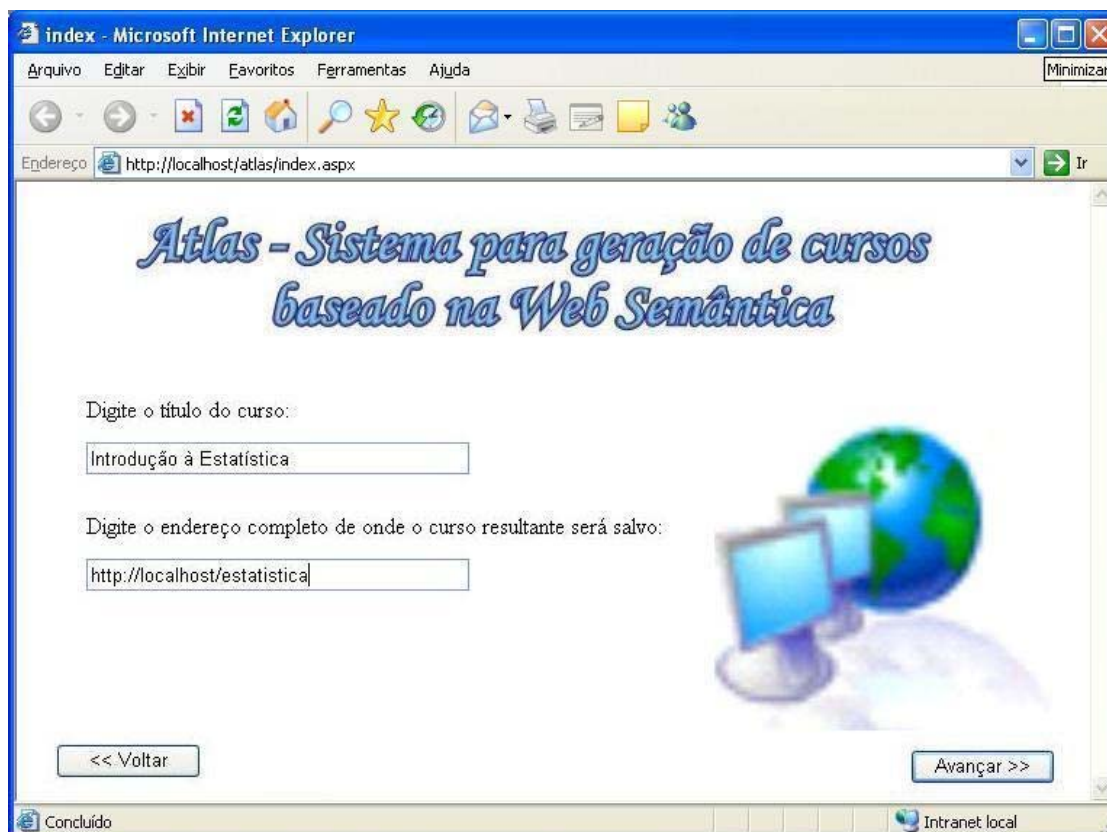 index - Microsoft Internet Explorer
Arquivo Editar Exibir Favoritos Ferramentas Ajuda
Minimizar
Endereço http://localhost/atlas/index.aspx Ir
Atlas - Sistema para geração de cursos
baseado na Web Semântica
Digite o título do curso:
Introdução à Estatística
Digite o endereço completo de onde o curso resultante será salvo:
http://localhost/estatistica
<< Voltar Avançar >>
Concluído Intranet local